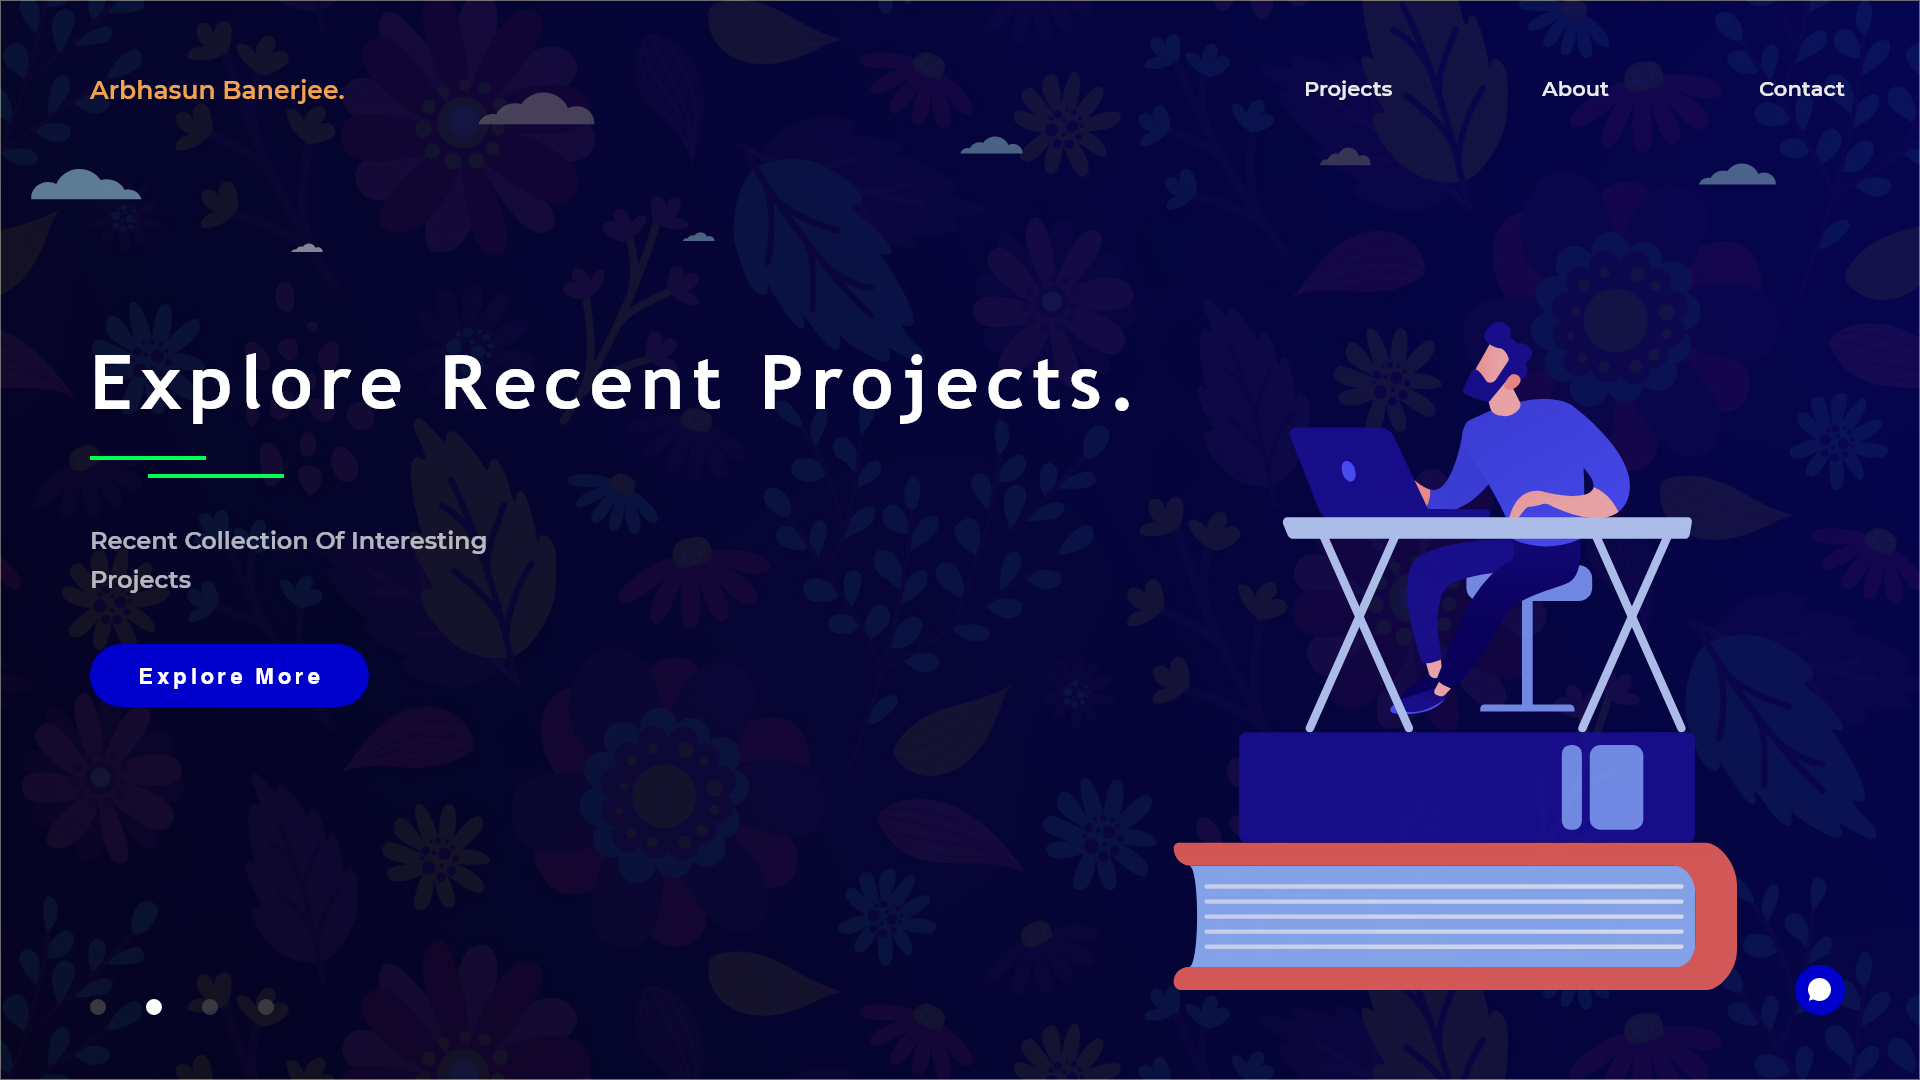 Arbhasun Banerjee.
Projects
About
Contact
Explore Recent Projects.
Recent Collection Of Interesting
Projects
Explore More